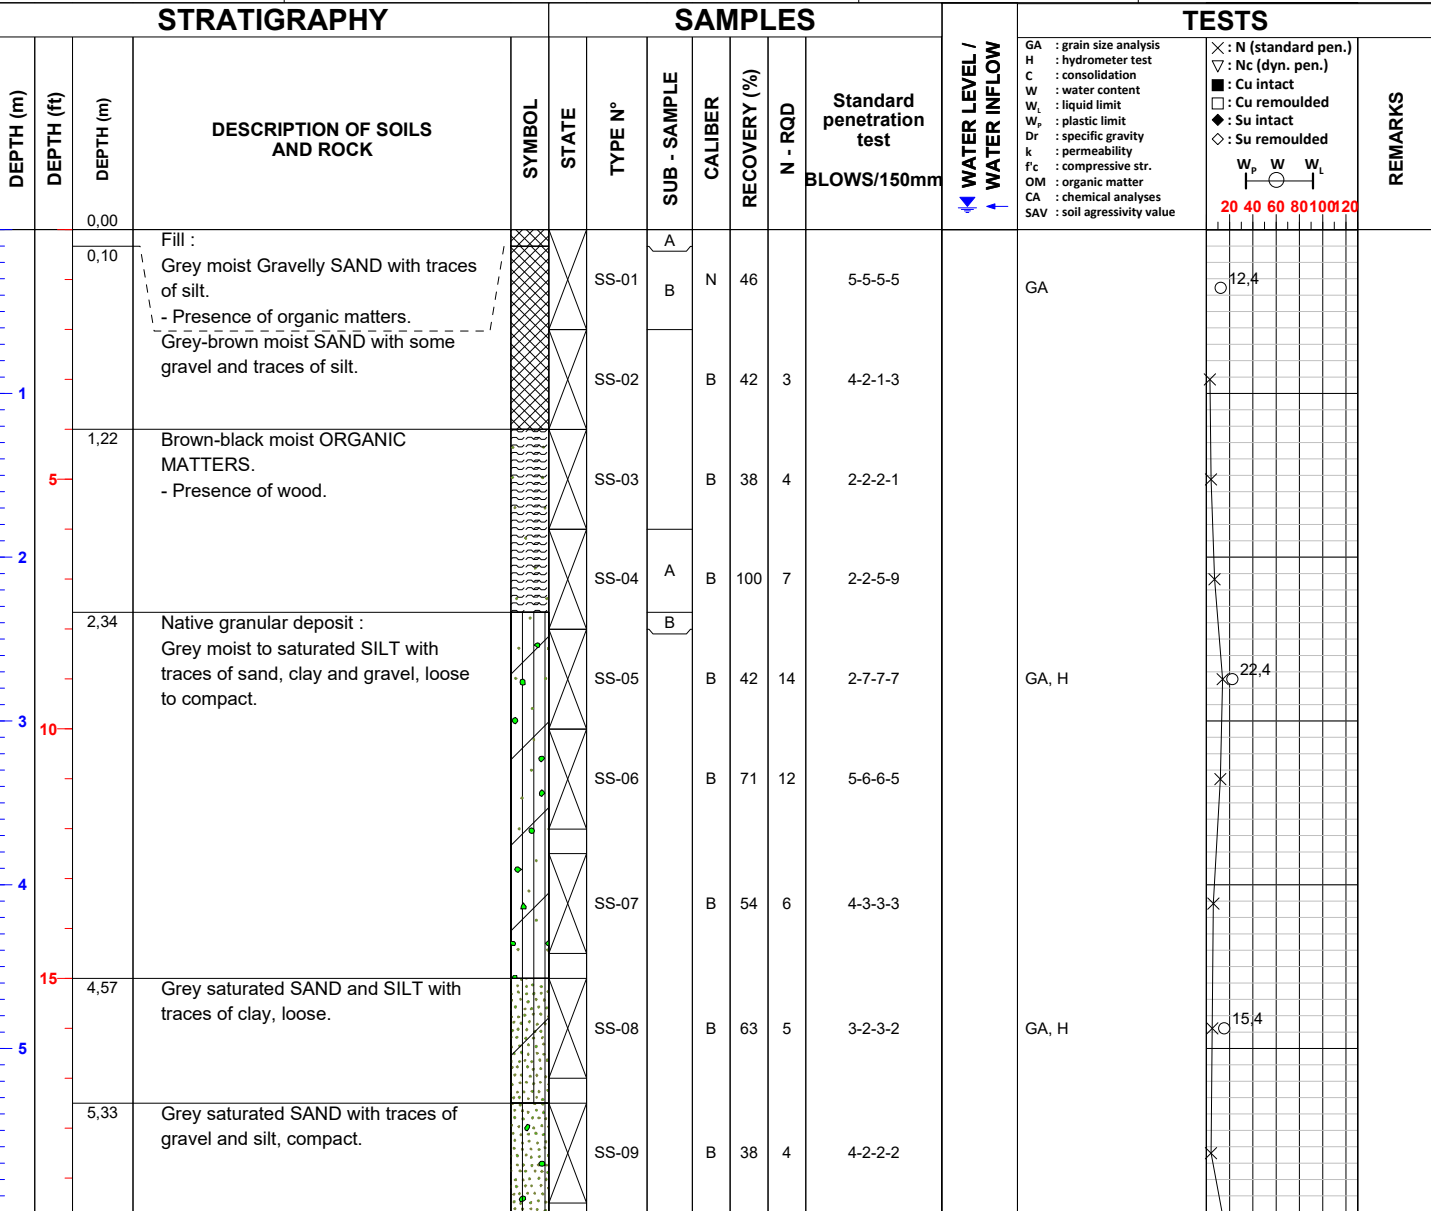 STRATIGRAPHY
SAMPLES
TESTS
DEPTH (m)
DEPTH (ft)
DEPTH (m)
DESCRIPTION OF SOILS
AND ROCK
SYMBOL
STATE
TYPE N°
SUB - SAMPLE
CALIBER
RECOVERY (%)
N - RQD
Standard
penetration
test
BLOWS/150mm
WATER LEVEL /
WATER INFLOW
GA : grain size analysis
H : hydrometer test
C : consolidation
W : water content
WL : liquid limit
WP : plastic limit
Dr : specific gravity
k : permeability
f'c : compressive str.
OM : organic matter
CA : chemical analyses
SAV : soil agressivity value
: N (standard pen.)
: Nc (dyn. pen.)
: Cu intact
: Cu remoulded
: Su intact
: Su remoulded
WP W WL
20 40 60 80 100 120
REMARKS
0,00
Fill :
0,10
Grey moist Gravelly SAND with traces
of silt.
- Presence of organic matters.
Grey-brown moist SAND with some
gravel and traces of silt.
A
B
SS-01 N 46 5-5-5-5 GA 12,4
SS-02 B 42 3 4-2-1-3
1
1,22 Brown-black moist ORGANIC
MATTERS.
- Presence of wood.
5 SS-03 B 38 4 2-2-2-1
2
SS-04 A B 100 7 2-2-5-9
B
2,34 Native granular deposit :
Grey moist to saturated SILT with
traces of sand, clay and gravel, loose
to compact.
SS-05 B 42 14 2-7-7-7 GA, H 22,4
3
10
SS-06 B 71 12 5-6-6-5
4
SS-07 B 54 6 4-3-3-3
15
4,57 Grey saturated SAND and SILT with
traces of clay, loose.
SS-08 B 63 5 3-2-3-2 GA, H 15,4
5
5,33 Grey saturated SAND with traces of
gravel and silt, compact.
SS-09 B 38 4 4-2-2-2